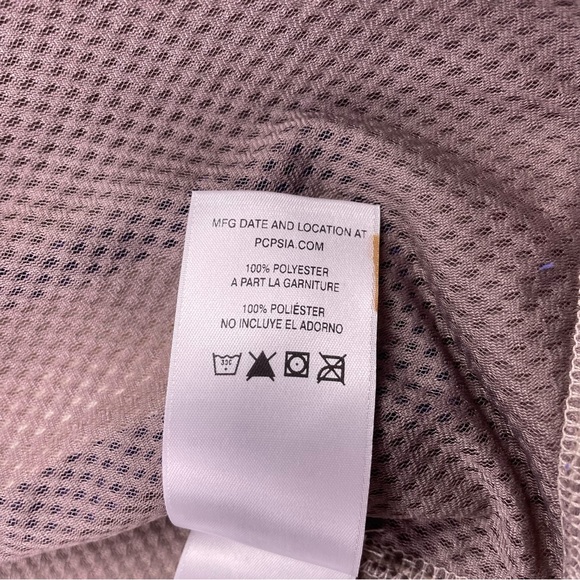 MFG DATE AND LOCATION AT
PCPSIA.COM
100% POLYESTER
A PART LA GARNITURE
100% POLIÉSTER
NO INCLUYE EL ADORNO